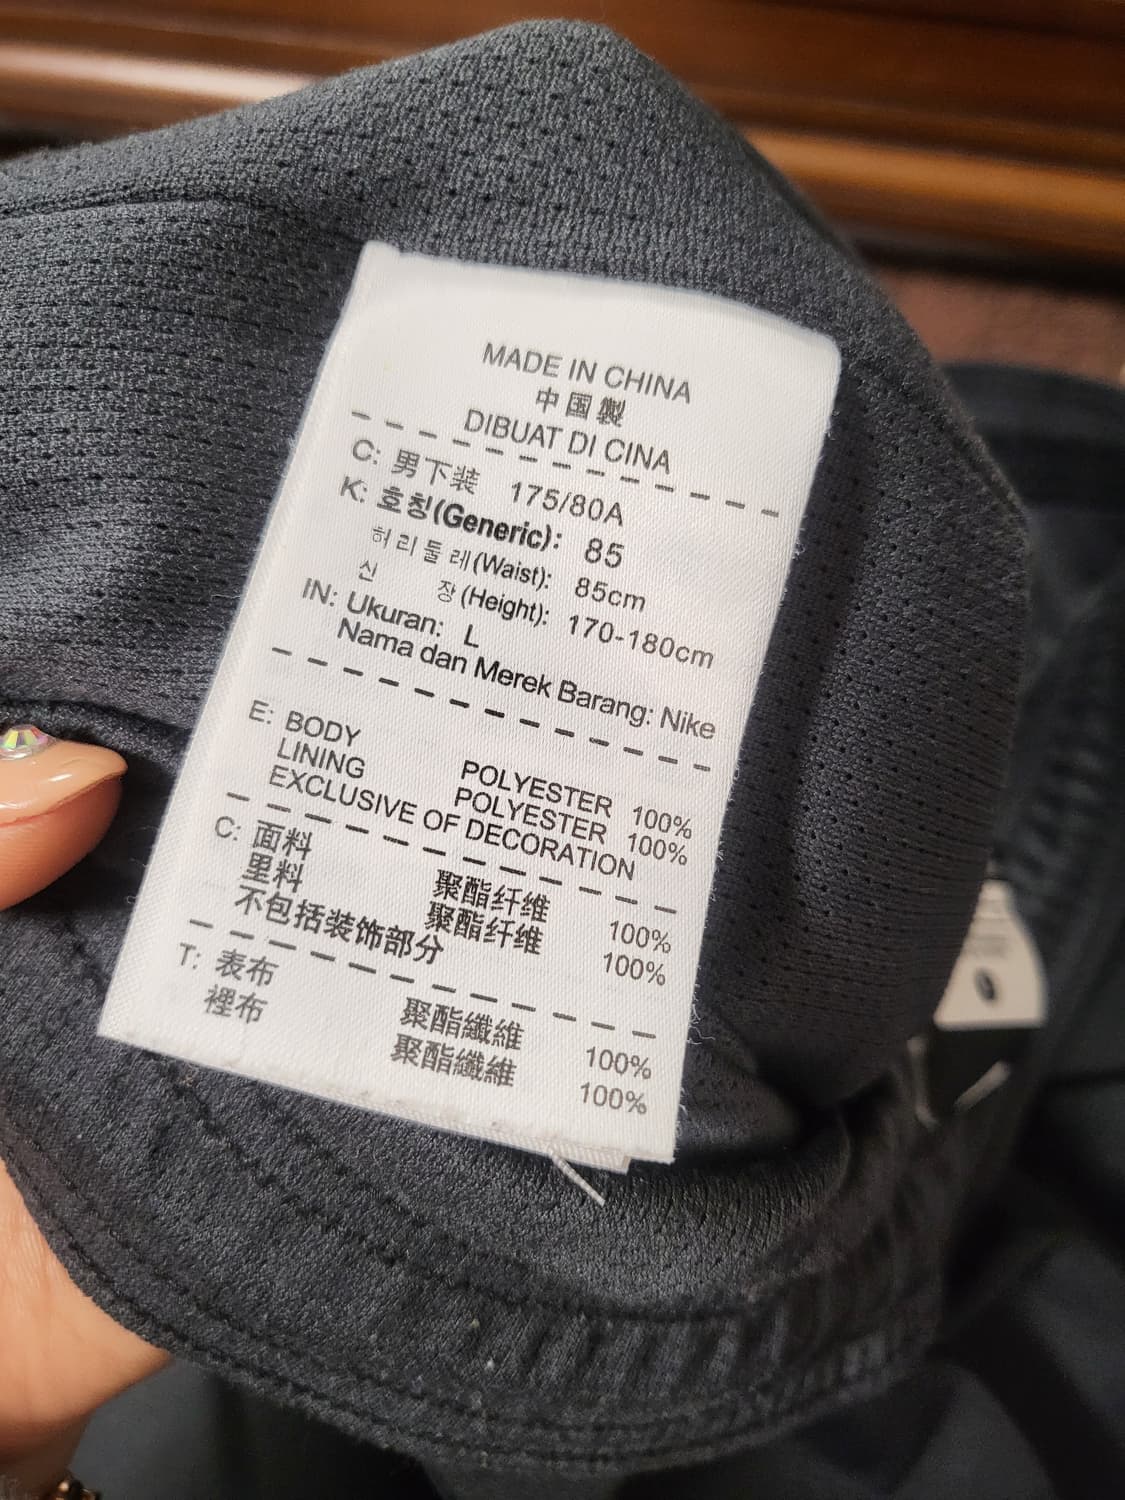 MADE IN CHINA
中国製
DIBUAT DI CINA
C: 男下装 175/80A
K: 호칭(Generic): 85
허리둘레(Waist): 85cm
신 장(Height): 170-180cm
IN: Ukuran: L
Nama dan Merek Barang: Nike
E: BODY POLYESTER 100%
LINING POLYESTER 100%
EXCLUSIVE OF DECORATION
C: 面料 聚酯纤维 100%
里料 聚酯纤维 100%
不包括装饰部分
T: 表布 聚酯纖維 100%
裡布 聚酯纖維 100%